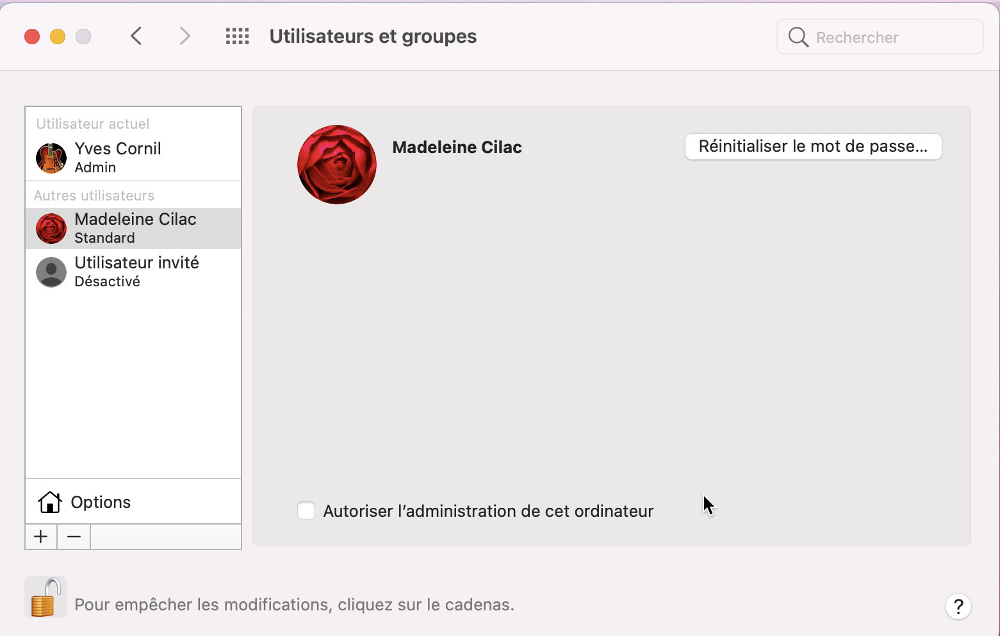 Utilisateurs et groupes
Rechercher
Utilisateur actuel
Yves Cornil
Admin
Autres utilisateurs
Madeleine Cilac
Standard
Utilisateur invité
Désactivé
Options
+ −
Madeleine Cilac
Réinitialiser le mot de passe...
Autoriser l’administration de cet ordinateur
Pour empêcher les modifications, cliquez sur le cadenas.
?